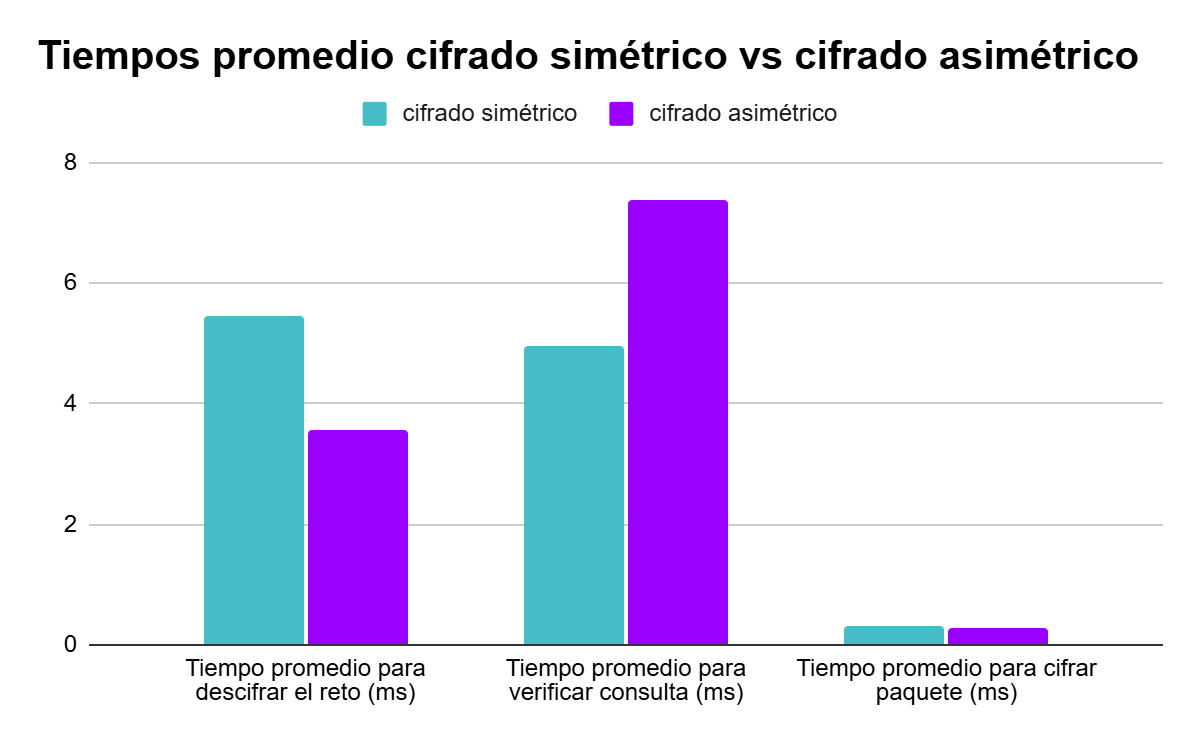 Tiempos promedio cifrado simétrico vs cifrado asimétrico
cifrado simétrico
cifrado asimétrico
8
6
4
2
0
Tiempo promedio para
descifrar el reto (ms)
Tiempo promedio para
verificar consulta (ms)
Tiempo promedio para cifrar
paquete (ms)